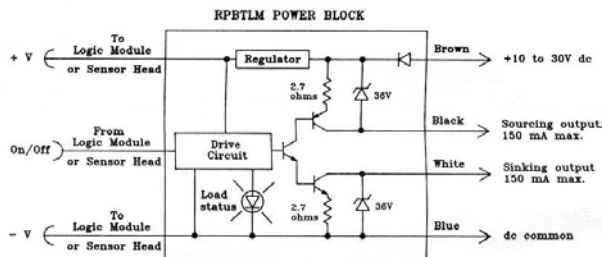 RPBTLM POWER BLOCK
To
Logic Module
or Sensor Head
+ V
Regulator
Brown
+10 to 30V dc
2.7
ohms
36V
Black
Sourcing output
150 mA max.
From
Logic Module
or Sensor Head
On/Off
Drive
Circuit
White
Sinking output
150 mA max.
Load
status
2.7
ohms
36V
To
Logic Module
or Sensor Head
- V
Blue
dc common